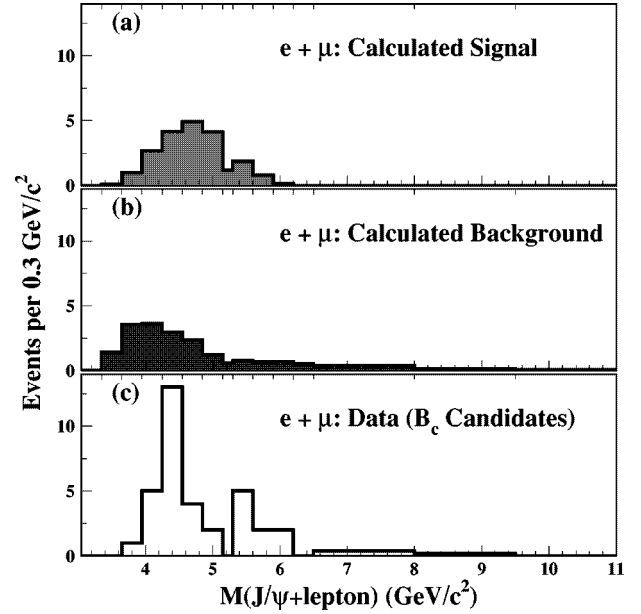 (a)
e + μ: Calculated Signal
10
5
0
(b)
e + μ: Calculated Background
10
5
0
(c)
e + μ: Data (B_c Candidates)
10
5
0
4 5 6 7 8 9 10 11
Events per 0.3 GeV/c²
M(J/ψ+lepton) (GeV/c²)